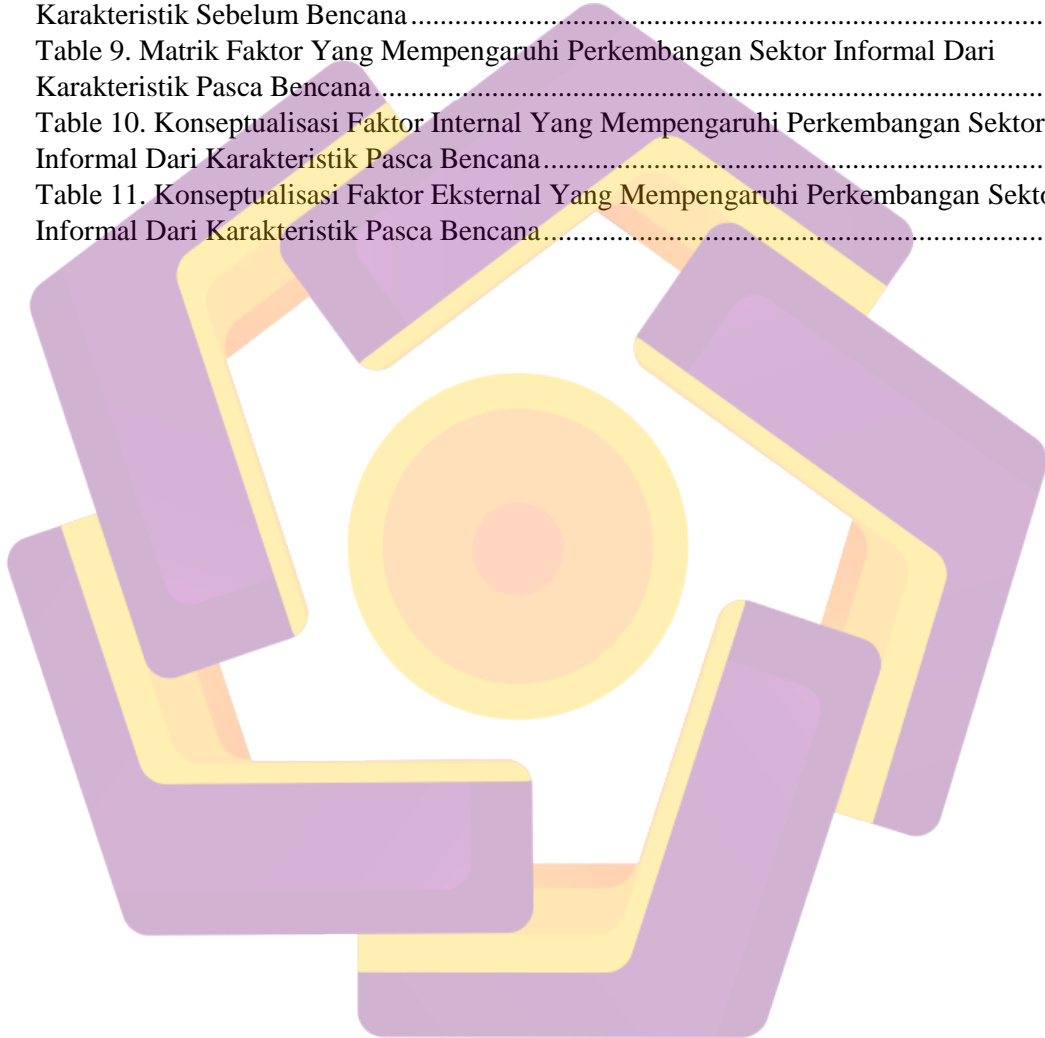 Karakteristik Sebelum Bencana......................................................................................
Table 9. Matrik Faktor Yang Mempengaruhi Perkembangan Sektor Informal Dari
Karakteristik Pasca Bencana...........................................................................................
Table 10. Konseptualisasi Faktor Internal Yang Mempengaruhi Perkembangan Sektor
Informal Dari Karakteristik Pasca Bencana....................................................................
Table 11. Konseptualisasi Faktor Eksternal Yang Mempengaruhi Perkembangan Sekto
Informal Dari Karakteristik Pasca Bencana....................................................................